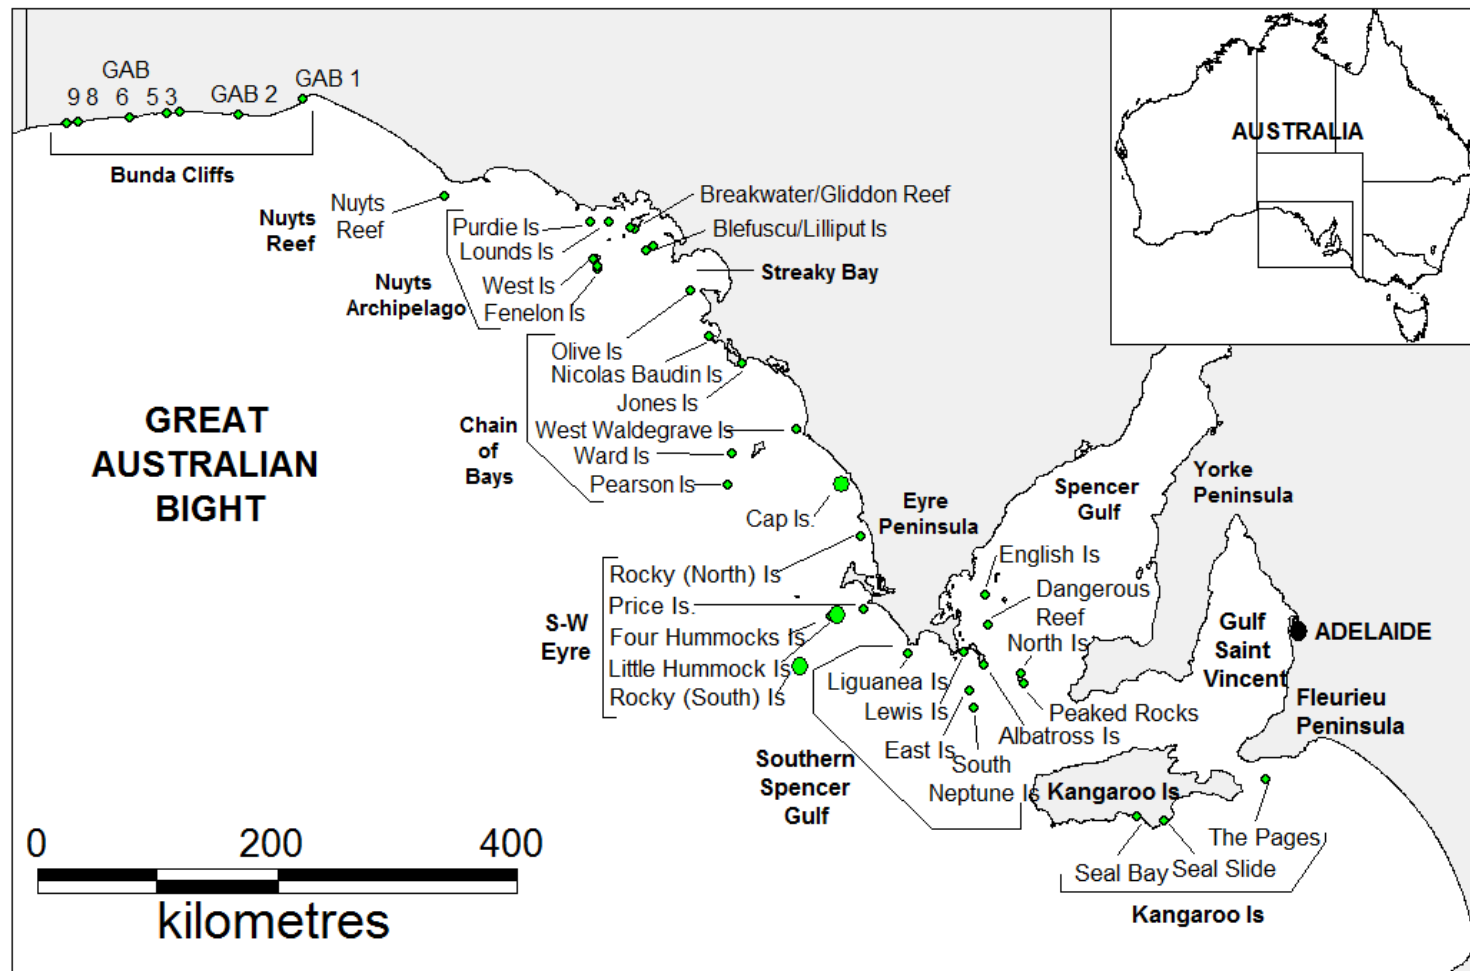 GAB
GAB 1
9 8 6 5 3
GAB 2
Bunda Cliffs
AUSTRALIA
Nuyts
Reef
Nuyts
Reef
Breakwater/Gliddon Reef
Purdie Is
Blefuscu/Lilliput Is
Lounds Is
Streaky Bay
West Is
Nuyts
Archipelago
Fenelon Is
Olive Is
Nicolas Baudin Is
Jones Is
GREAT
AUSTRALIAN
BIGHT
Chain
of
Bays
West Waldegrave Is
Ward Is
Pearson Is
Cap Is.
Eyre
Peninsula
Spencer
Gulf
Yorke
Peninsula
English Is
Dangerous
Reef
North Is
S-W
Eyre
Rocky (North) Is
Price Is.
Four Hummocks Is
Little Hummock Is
Rocky (South) Is
Gulf
Saint
Vincent
ADELAIDE
Fleurieu
Peninsula
Liguanea Is
Lewis Is
Peaked Rocks
Albatross Is
East Is
South
Neptune Is
Southern
Spencer
Gulf
Kangaroo Is
The Pages
Seal Bay
Seal Slide
Kangaroo Is
0 200 400
kilometres